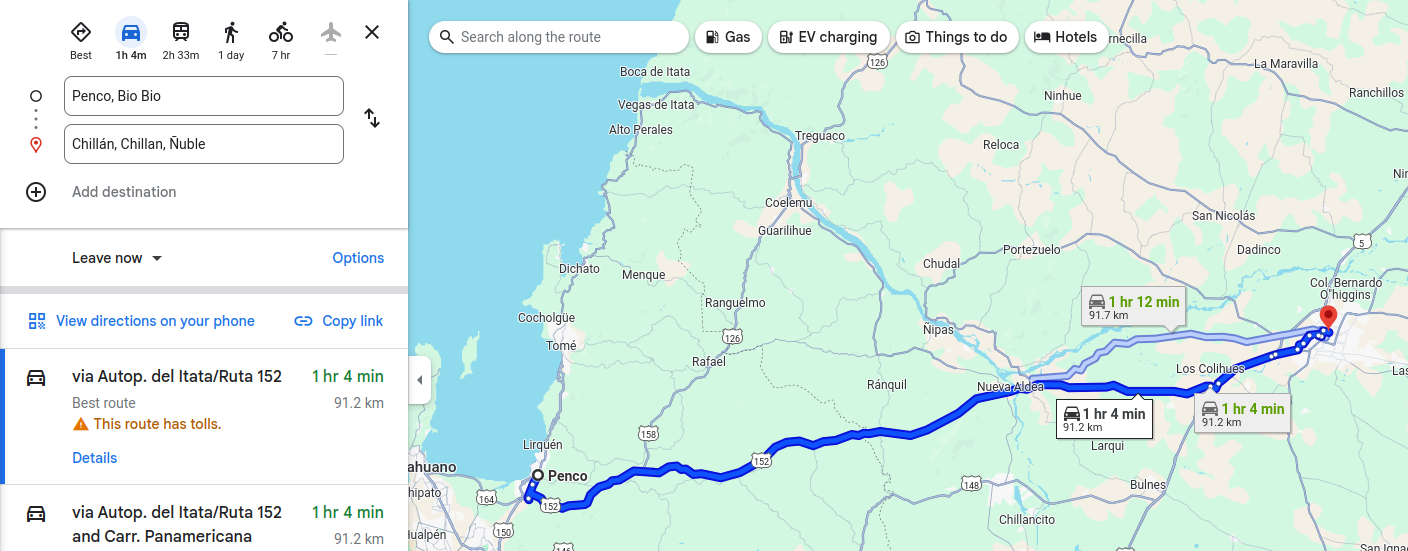 Best
1h 4m
2h 33m
1 day
7 hr
—
Penco, Bio Bio
Chillán, Chillan, Ñuble
Add destination
Leave now
Options
View directions on your phone
Copy link
via Autop. del Itata/Ruta 152
1 hr 4 min
Best route
91.2 km
This route has tolls.
Details
via Autop. del Itata/Ruta 152
1 hr 4 min
and Carr. Panamericana
91.2 km
Search along the route
Gas
EV charging
Things to do
Hotels
rnecilla
126
La Maravilla
Boca de Itata
Ranchillos
Ninhue
Vegas de Itata
Alto Perales
Treguaco
Reloca
Nin
Coelemu
San Nicolás
Guarilihue
5
Portezuelo
Dadinco
Chudal
Dichato
Menque
Col. Bernardo
O'higgins
1 hr 12 min
91.7 km
Ranguelmo
Cocholgue
Ñipas
126
Tomé
Rafael
Los Colihues
Las
Ránquil
Nueva Aldea
1 hr 4 min
91.2 km
1 hr 4 min
91.2 km
158
Lirquén
Larqui
152
ahuano
Penco
148
Bulnes
hipato
164
152
Chillancito
150
ualpén
146
San Igna